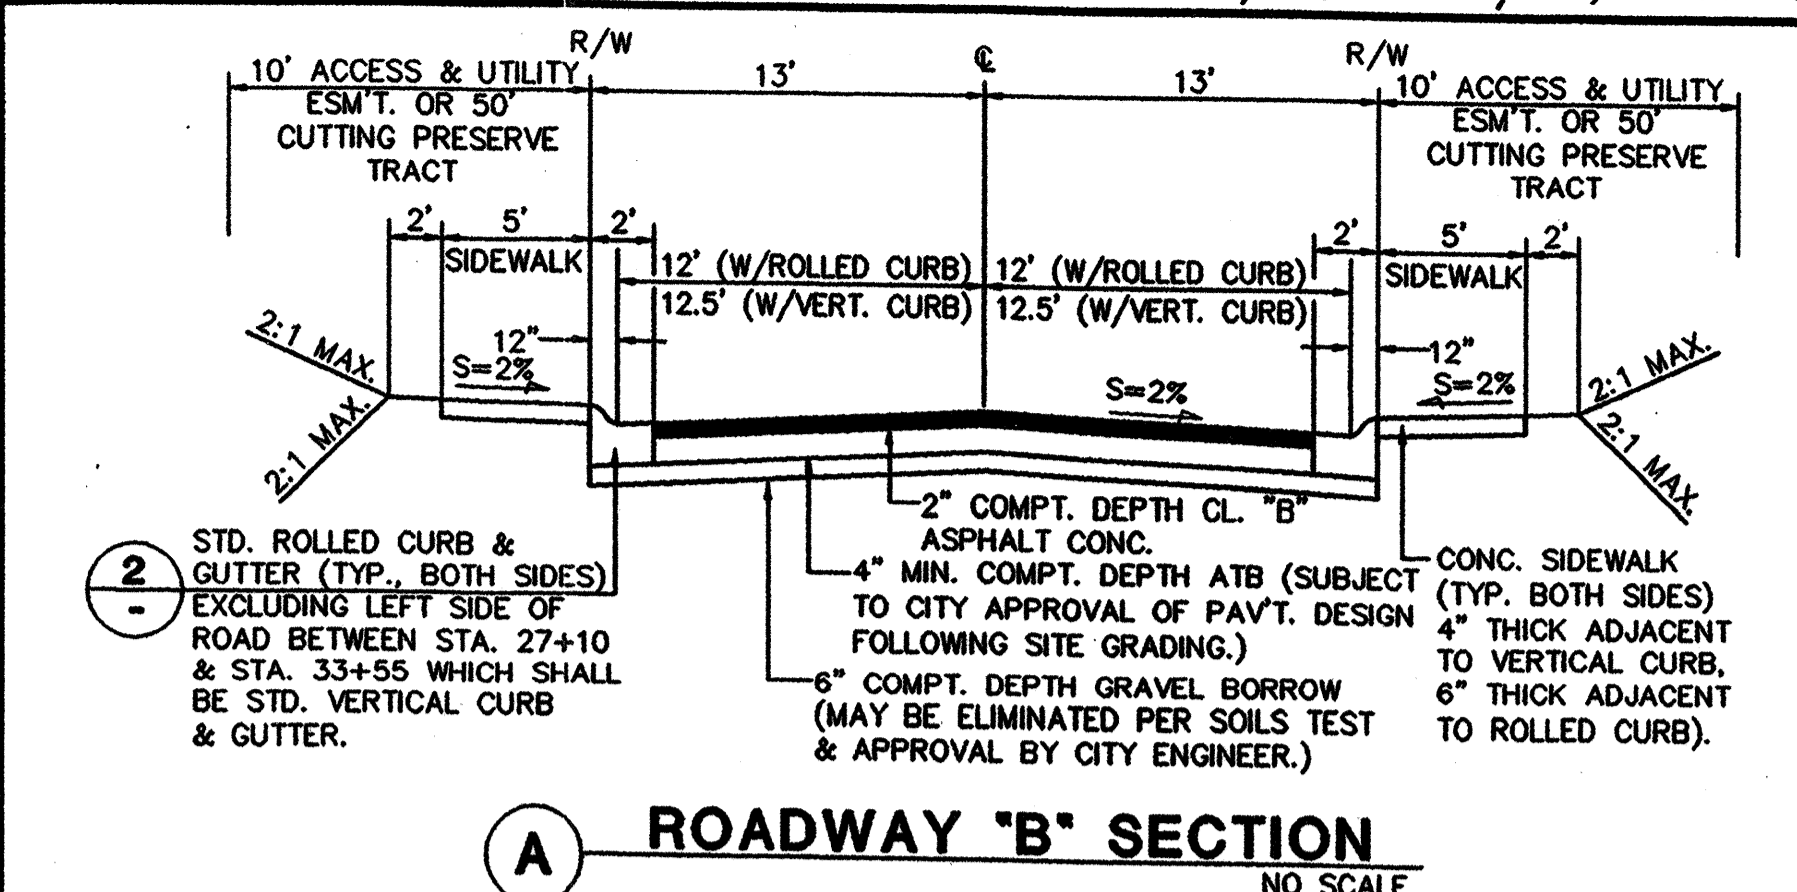 R/W
℄
R/W
10' ACCESS & UTILITY
ESM'T. OR 50'
CUTTING PRESERVE
TRACT
13'
13'
10' ACCESS & UTILITY
ESM'T. OR 50'
CUTTING PRESERVE
TRACT
2'
5'
2'
SIDEWALK
12' (W/ROLLED CURB)
12.5' (W/VERT. CURB)
12' (W/ROLLED CURB)
12.5' (W/VERT. CURB)
2'
5'
2'
SIDEWALK
12"
12"
2:1 MAX.
2:1 MAX.
S=2%
S=2%
S=2%
2:1 MAX.
2:1 MAX.
2
-
STD. ROLLED CURB &
GUTTER (TYP., BOTH SIDES)
EXCLUDING LEFT SIDE OF
ROAD BETWEEN STA. 27+10
& STA. 33+55 WHICH SHALL
BE STD. VERTICAL CURB
& GUTTER.
2" COMPT. DEPTH CL. "B"
ASPHALT CONC.
4" MIN. COMPT. DEPTH ATB (SUBJECT
TO CITY APPROVAL OF PAV'T. DESIGN
FOLLOWING SITE GRADING.)
6" COMPT. DEPTH GRAVEL BORROW
(MAY BE ELIMINATED PER SOILS TEST
& APPROVAL BY CITY ENGINEER.)
CONC. SIDEWALK
(TYP. BOTH SIDES)
4" THICK ADJACENT
TO VERTICAL CURB,
6" THICK ADJACENT
TO ROLLED CURB).
A
ROADWAY "B" SECTION
NO SCALE